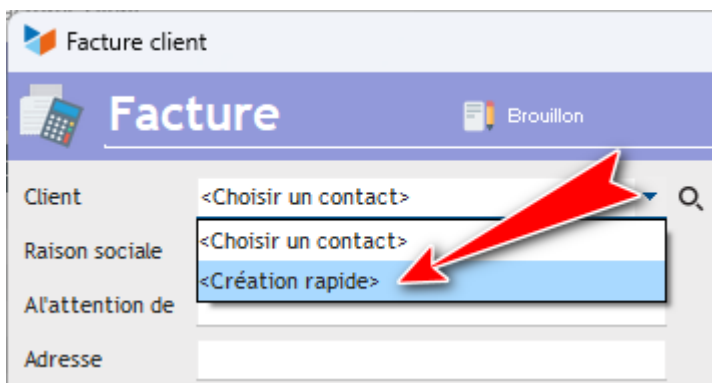 Facture client
Facture
Brouillon
Client
<Choisir un contact>
<Choisir un contact>
Raison sociale
<Création rapide>
Al'attention de
Adresse